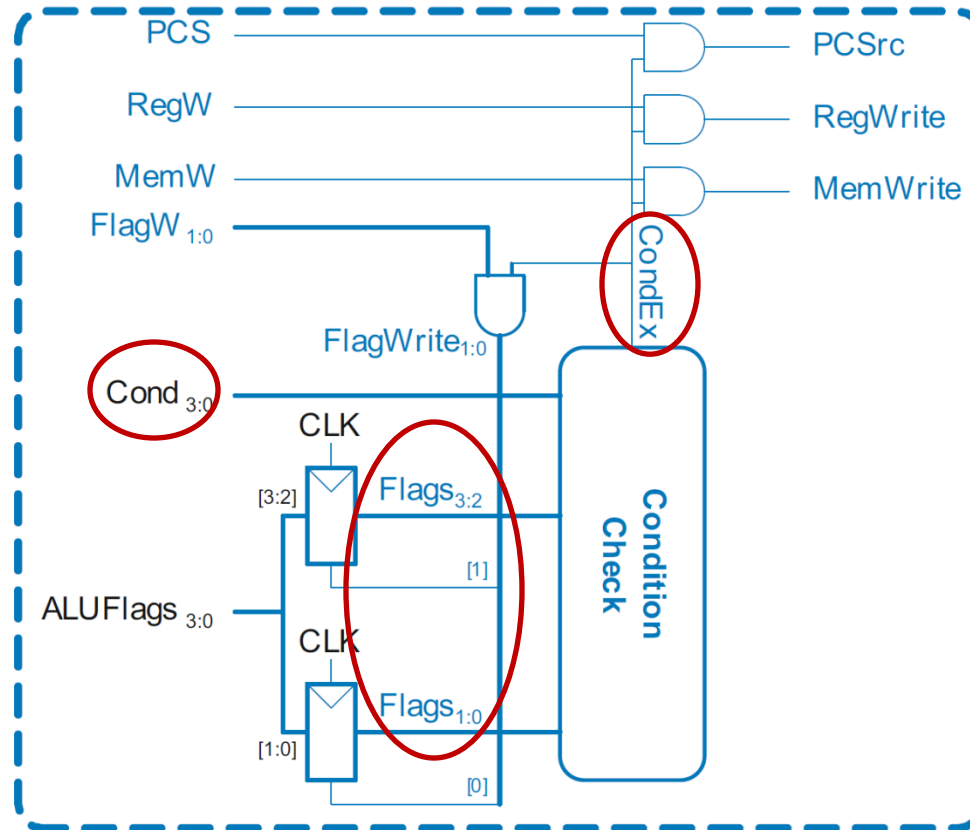 PCS
PCSrc
RegW
RegWrite
MemW
MemWrite
FlagW 1:0
CondEx
FlagWrite1:0
Cond 3:0
CLK
[3:2]
Flags3:2
Condition
Check
[1]
ALUFlags 3:0
CLK
Flags1:0
[1:0]
[0]